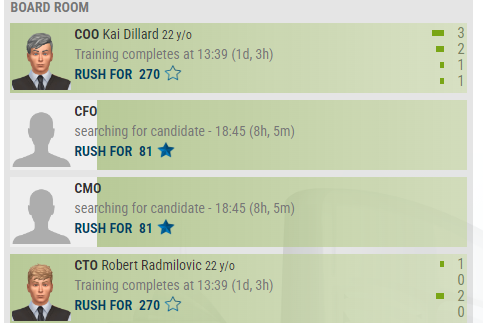 BOARD ROOM
COO Kai Dillard 22 y/o
Training completes at 13:39 (1d, 3h)
RUSH FOR 270
3
2
1
1
CFO
searching for candidate - 18:45 (8h, 5m)
RUSH FOR 81
CMO
searching for candidate - 18:45 (8h, 5m)
RUSH FOR 81
CTO Robert Radmilovic 22 y/o
Training completes at 13:39 (1d, 3h)
RUSH FOR 270
1
0
2
0